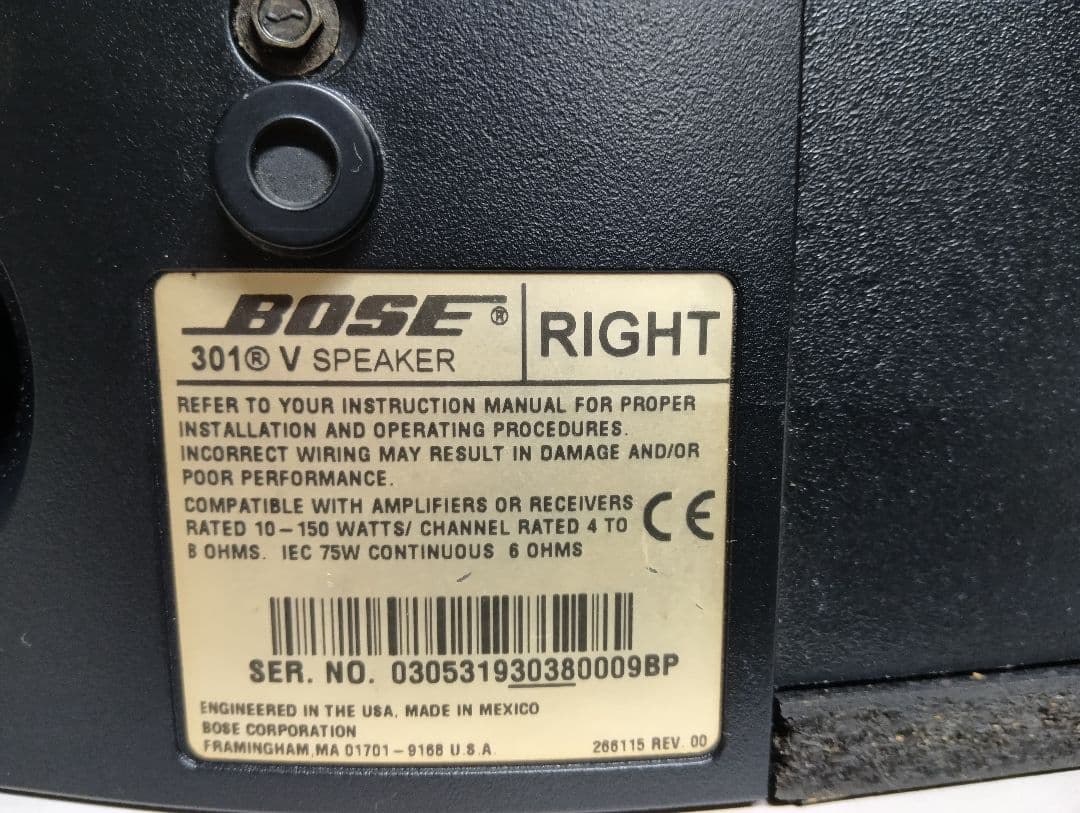 BOSE®
301® V SPEAKER
RIGHT
REFER TO YOUR INSTRUCTION MANUAL FOR PROPER
INSTALLATION AND OPERATING PROCEDURES.
INCORRECT WIRING MAY RESULT IN DAMAGE AND/OR
POOR PERFORMANCE.
COMPATIBLE WITH AMPLIFIERS OR RECEIVERS
RATED 10-150 WATTS/ CHANNEL RATED 4 TO
8 OHMS. IEC 75W CONTINUOUS 6 OHMS
CE
SER. NO. 030531930380009BP
ENGINEERED IN THE USA, MADE IN MEXICO
BOSE CORPORATION
FRAMINGHAM,MA 01701-9168 U.S.A
266115 REV. 00